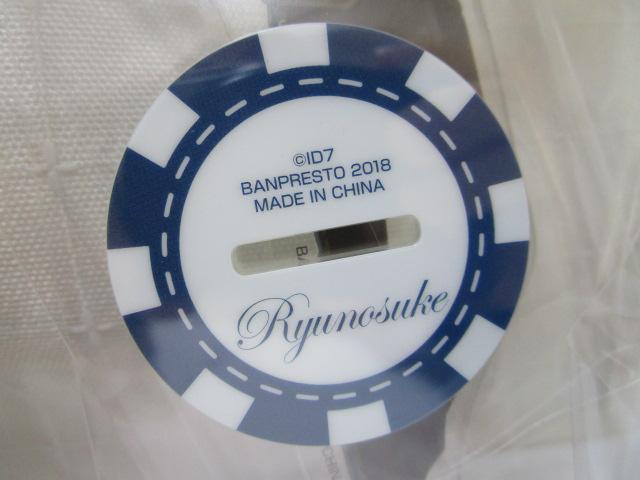 ©ID7
BANPRESTO 2018
MADE IN CHINA
Ryunosuke